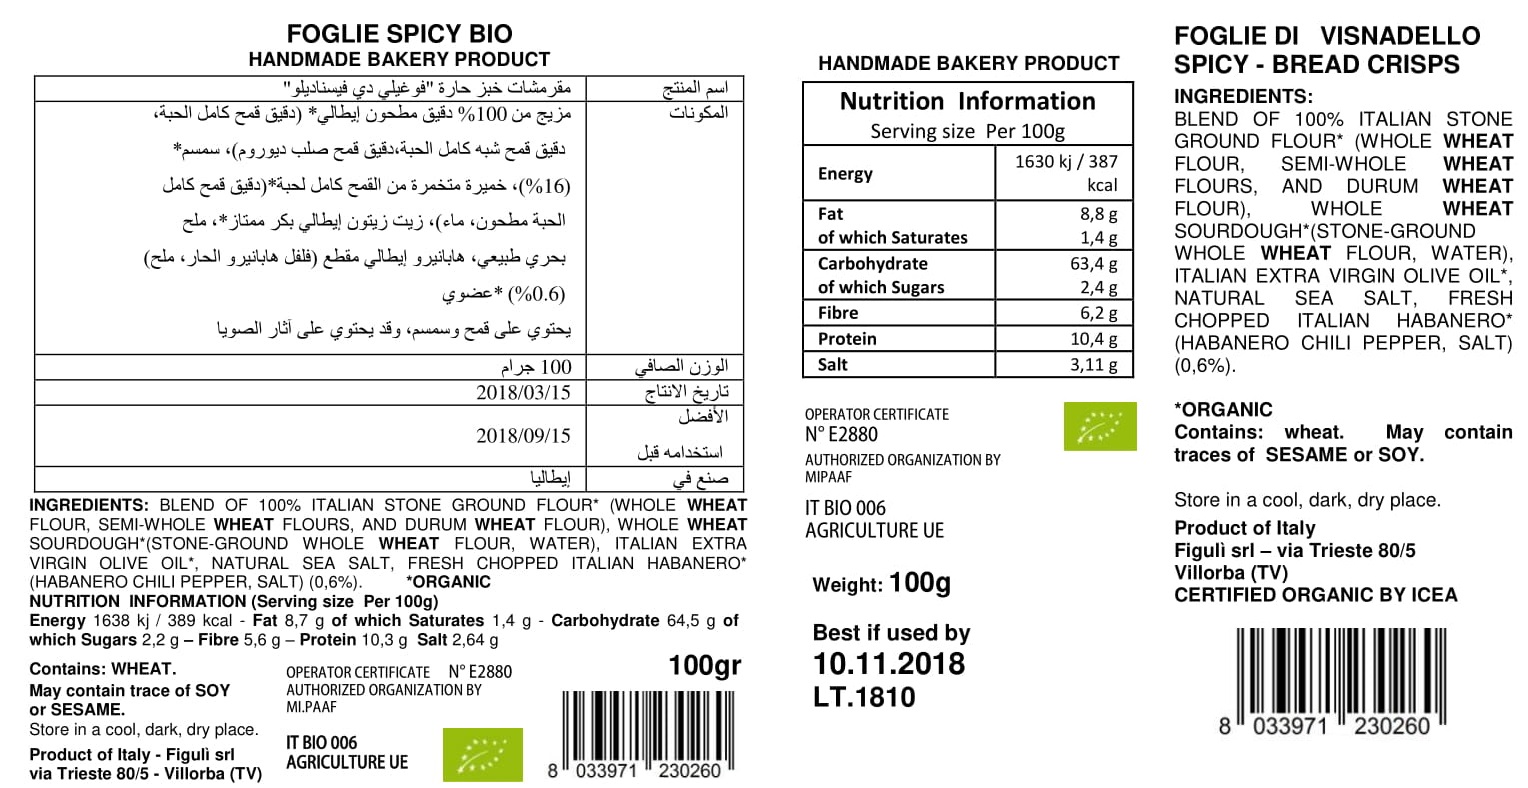 FOGLIE SPICY BIO
HANDMADE BAKERY PRODUCT
اسم المنتج مقرمشات خبز حارة "فوغيلي دي فيسناديلو"
المكونات مزيج من 100% دقيق مطحون إيطالي* (دقيق قمح كامل الحبة،
دقيق قمح شبه كامل الحبة،دقيق قمح صلب ديوروم)، سمسم*
(16%)، خميرة متخمرة من القمح كامل لحبة*(دقيق قمح كامل
الحبة مطحون، ماء)، زيت زيتون إيطالي بكر ممتاز*، ملح
بحري طبيعي، هابانيرو إيطالي مقطع (فلفل هابانيرو الحار، ملح)
(0.6%) *عضوي
يحتوي على قمح وسمسم، وقد يحتوي على آثار الصويا
الوزن الصافي 100 جرام
تاريخ الانتاج 2018/03/15
الأفضل
استخدامه قبل 2018/09/15
صنع في إيطاليا
INGREDIENTS: BLEND OF 100% ITALIAN STONE GROUND FLOUR* (WHOLE WHEAT
FLOUR, SEMI-WHOLE WHEAT FLOURS, AND DURUM WHEAT FLOUR), WHOLE WHEAT
SOURDOUGH*(STONE-GROUND WHOLE WHEAT FLOUR, WATER), ITALIAN EXTRA
VIRGIN OLIVE OIL*, NATURAL SEA SALT, FRESH CHOPPED ITALIAN HABANERO*
(HABANERO CHILI PEPPER, SALT) (0,6%). *ORGANIC
NUTRITION INFORMATION (Serving size Per 100g)
Energy 1638 kj / 389 kcal - Fat 8,7 g of which Saturates 1,4 g - Carbohydrate 64,5 g of
which Sugars 2,2 g – Fibre 5,6 g – Protein 10,3 g Salt 2,64 g
Contains: WHEAT.
May contain trace of SOY
or SESAME.
Store in a cool, dark, dry place.
Product of Italy - Figulì srl
via Trieste 80/5 - Villorba (TV)
OPERATOR CERTIFICATE N° E2880
AUTHORIZED ORGANIZATION BY
MI.PAAF
IT BIO 006
AGRICULTURE UE
100gr
8 033971 230260
HANDMADE BAKERY PRODUCT
Nutrition Information
Serving size Per 100g
Energy 1630 kj / 387
kcal
Fat 8,8 g
of which Saturates 1,4 g
Carbohydrate 63,4 g
of which Sugars 2,4 g
Fibre 6,2 g
Protein 10,4 g
Salt 3,11 g
OPERATOR CERTIFICATE
N° E2880
AUTHORIZED ORGANIZATION BY
MIPAAF
IT BIO 006
AGRICULTURE UE
Weight: 100g
Best if used by
10.11.2018
LT.1810
FOGLIE DI VISNADELLO
SPICY - BREAD CRISPS
INGREDIENTS:
BLEND OF 100% ITALIAN STONE
GROUND FLOUR* (WHOLE WHEAT
FLOUR, SEMI-WHOLE WHEAT
FLOURS, AND DURUM WHEAT
FLOUR), WHOLE WHEAT
SOURDOUGH*(STONE-GROUND
WHOLE WHEAT FLOUR, WATER),
ITALIAN EXTRA VIRGIN OLIVE OIL*,
NATURAL SEA SALT, FRESH
CHOPPED ITALIAN HABANERO*
(HABANERO CHILI PEPPER, SALT)
(0,6%).
*ORGANIC
Contains: wheat. May contain
traces of SESAME or SOY.
Store in a cool, dark, dry place.
Product of Italy
Figulì srl – via Trieste 80/5
Villorba (TV)
CERTIFIED ORGANIC BY ICEA
8 033971 230260